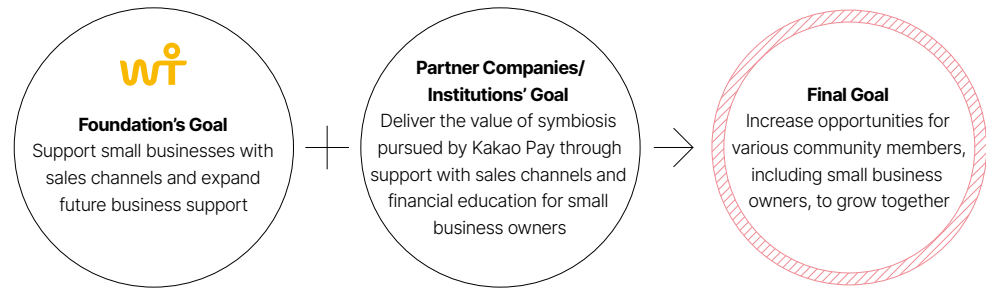 WT
Foundation's Goal
Support small businesses with
sales channels and expand
future business support
Partner Companies/
Institutions' Goal
Deliver the value of symbiosis
pursued by Kakao Pay through
support with sales channels and
financial education for small
business owners
Final Goal
Increase opportunities for
various community members,
including small business
owners, to grow together